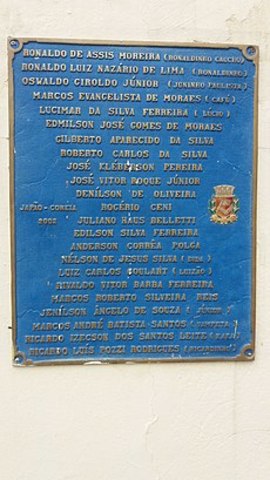 RONALDO DE ASSIS MOREIRA (RONALDINHO GAUCHO)
RONALDO LUIZ NAZÁRIO DE LIMA (RONALDINHO)
OSWALDO GIROLDO JÚNIOR (JUNINHO PAULISTA)
MARCOS EVANGELISTA DE MORAES (CAFÚ)
LUCIMAR DA SILVA FERREIRA (LÚCIO)
EDMILSON JOSÉ GOMES DE MORAES
GILBERTO APARECIDO DA SILVA
ROBERTO CARLOS DA SILVA
JOSÉ KLÉBERSON PEREIRA
JOSÉ VITOR ROQUE JÚNIOR
DENÍLSON DE OLIVEIRA
JAPÃO - CORÉIA ROGÉRIO CENI
2002 JULIANO HAUS BELLETTI
EDILSON SILVA FERREIRA
ANDERSON CORRÊA POLGA
NÉLSON DE JESUS SILVA (DIDA)
LUIZ CARLOS GOULART (LUIZÃO)
RIVALDO VITOR BARBA FERREIRA
MARCOS ROBERTO SILVEIRA REIS
JENÍLSON ÂNGELO DE SOUZA (JÚNIOR)
MARCOS ANDRÉ BATISTA SANTOS (VAMPETA)
RICARDO IZECSON DOS SANTOS LEITE (KAKÁ)
RICARDO LUÍS POZZI RODRIGUES (RICARDINHO)